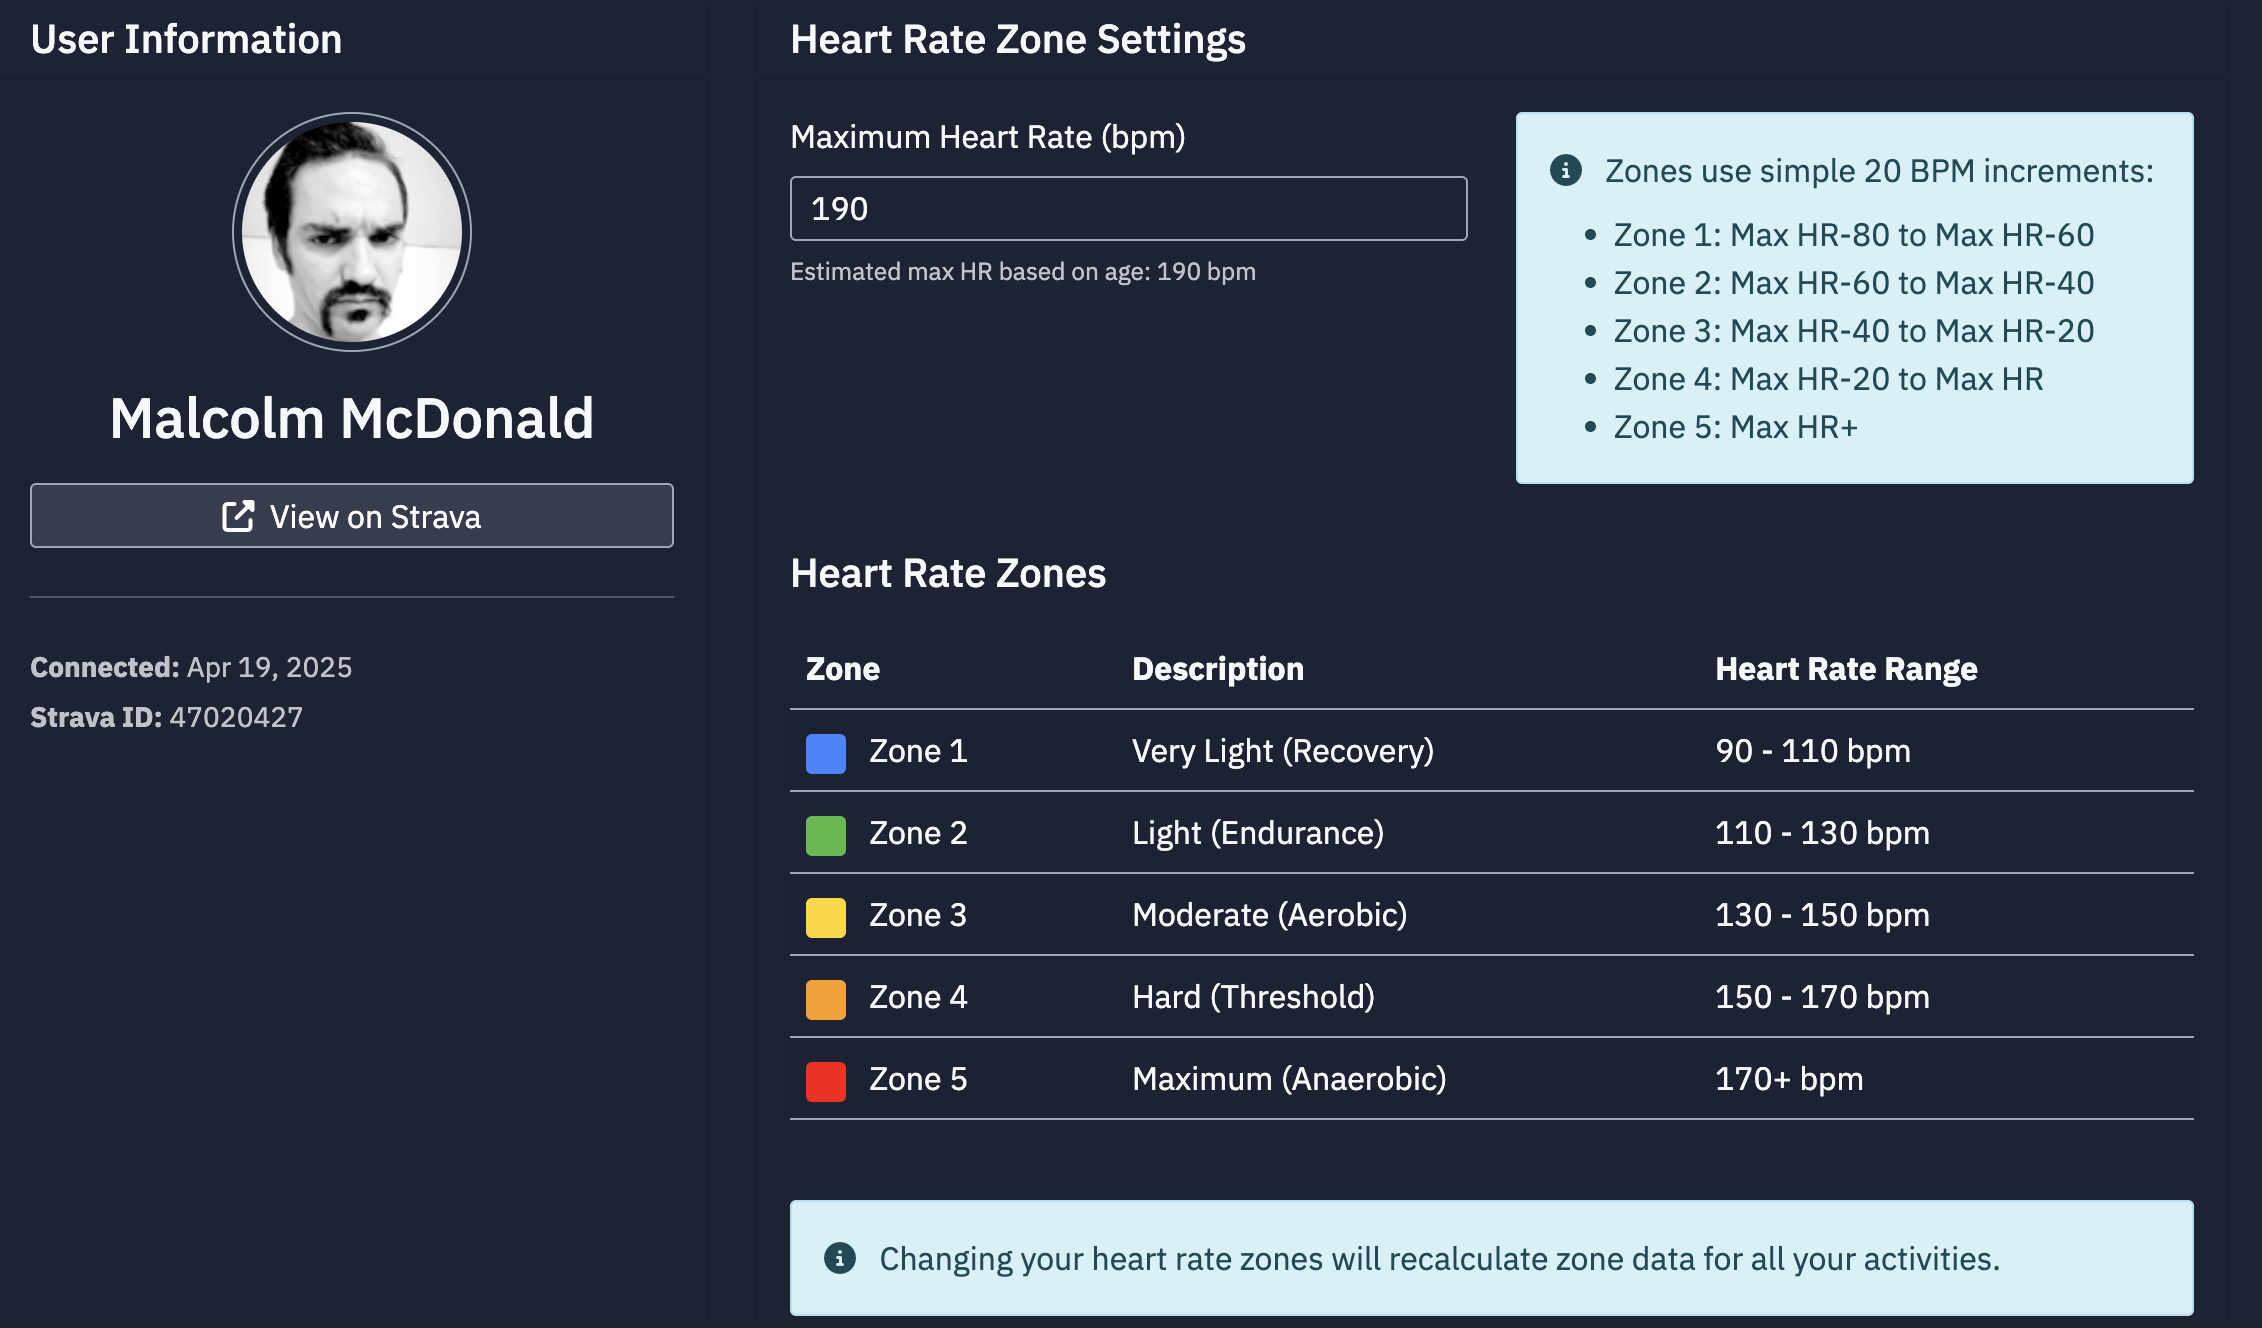 User Information
Malcolm McDonald
View on Strava
Connected: Apr 19, 2025
Strava ID: 47020427
Heart Rate Zone Settings
Maximum Heart Rate (bpm)
190
Estimated max HR based on age: 190 bpm
Zones use simple 20 BPM increments:
Zone 1: Max HR-80 to Max HR-60
Zone 2: Max HR-60 to Max HR-40
Zone 3: Max HR-40 to Max HR-20
Zone 4: Max HR-20 to Max HR
Zone 5: Max HR+
Heart Rate Zones
Zone Description Heart Rate Range
Zone 1 Very Light (Recovery) 90 - 110 bpm
Zone 2 Light (Endurance) 110 - 130 bpm
Zone 3 Moderate (Aerobic) 130 - 150 bpm
Zone 4 Hard (Threshold) 150 - 170 bpm
Zone 5 Maximum (Anaerobic) 170+ bpm
Changing your heart rate zones will recalculate zone data for all your activities.